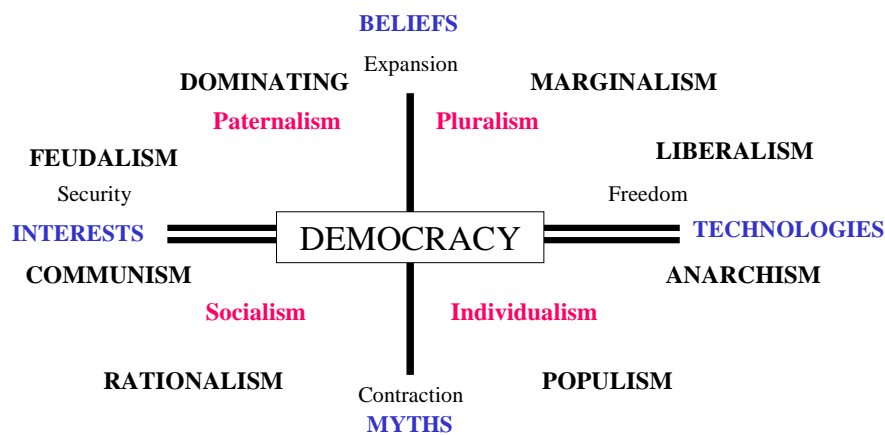 BELIEFS
Expansion
DOMINATING MARGINALISM
Paternalism Pluralism
FEUDALISM LIBERALISM
Security Freedom
INTERESTS DEMOCRACY TECHNOLOGIES
COMMUNISM ANARCHISM
Socialism Individualism
RATIONALISM POPULISM
Contraction
MYTHS